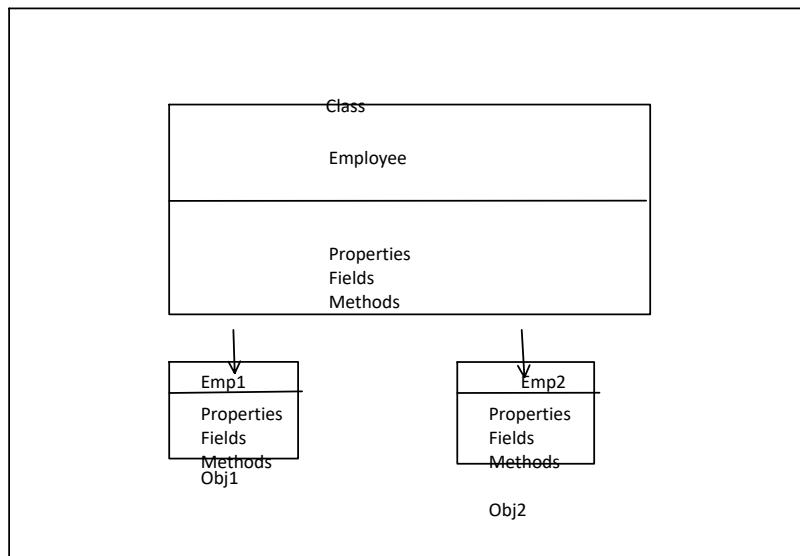 Class
Employee
Properties
Fields
Methods
Emp1
Properties
Fields
Methods
Obj1
Emp2
Properties
Fields
Methods
Obj2